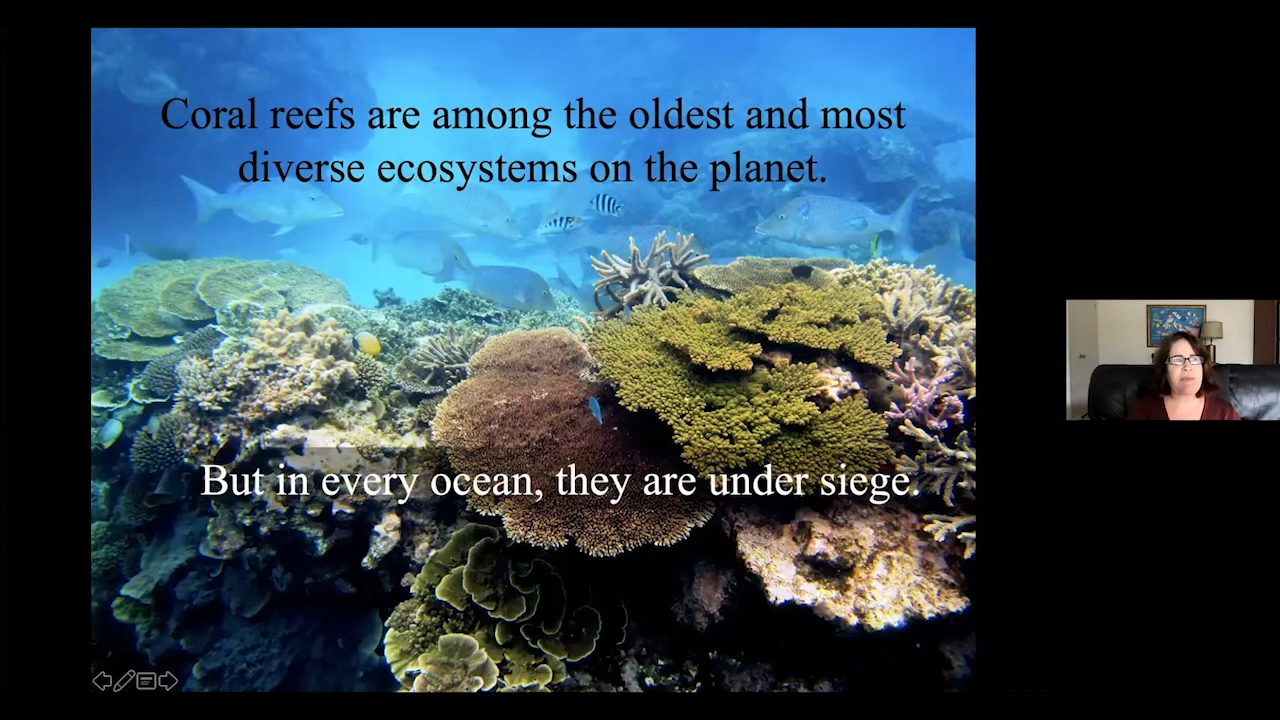 Coral reefs are among the oldest and most
diverse ecosystems on the planet.
But in every ocean, they are under siege.